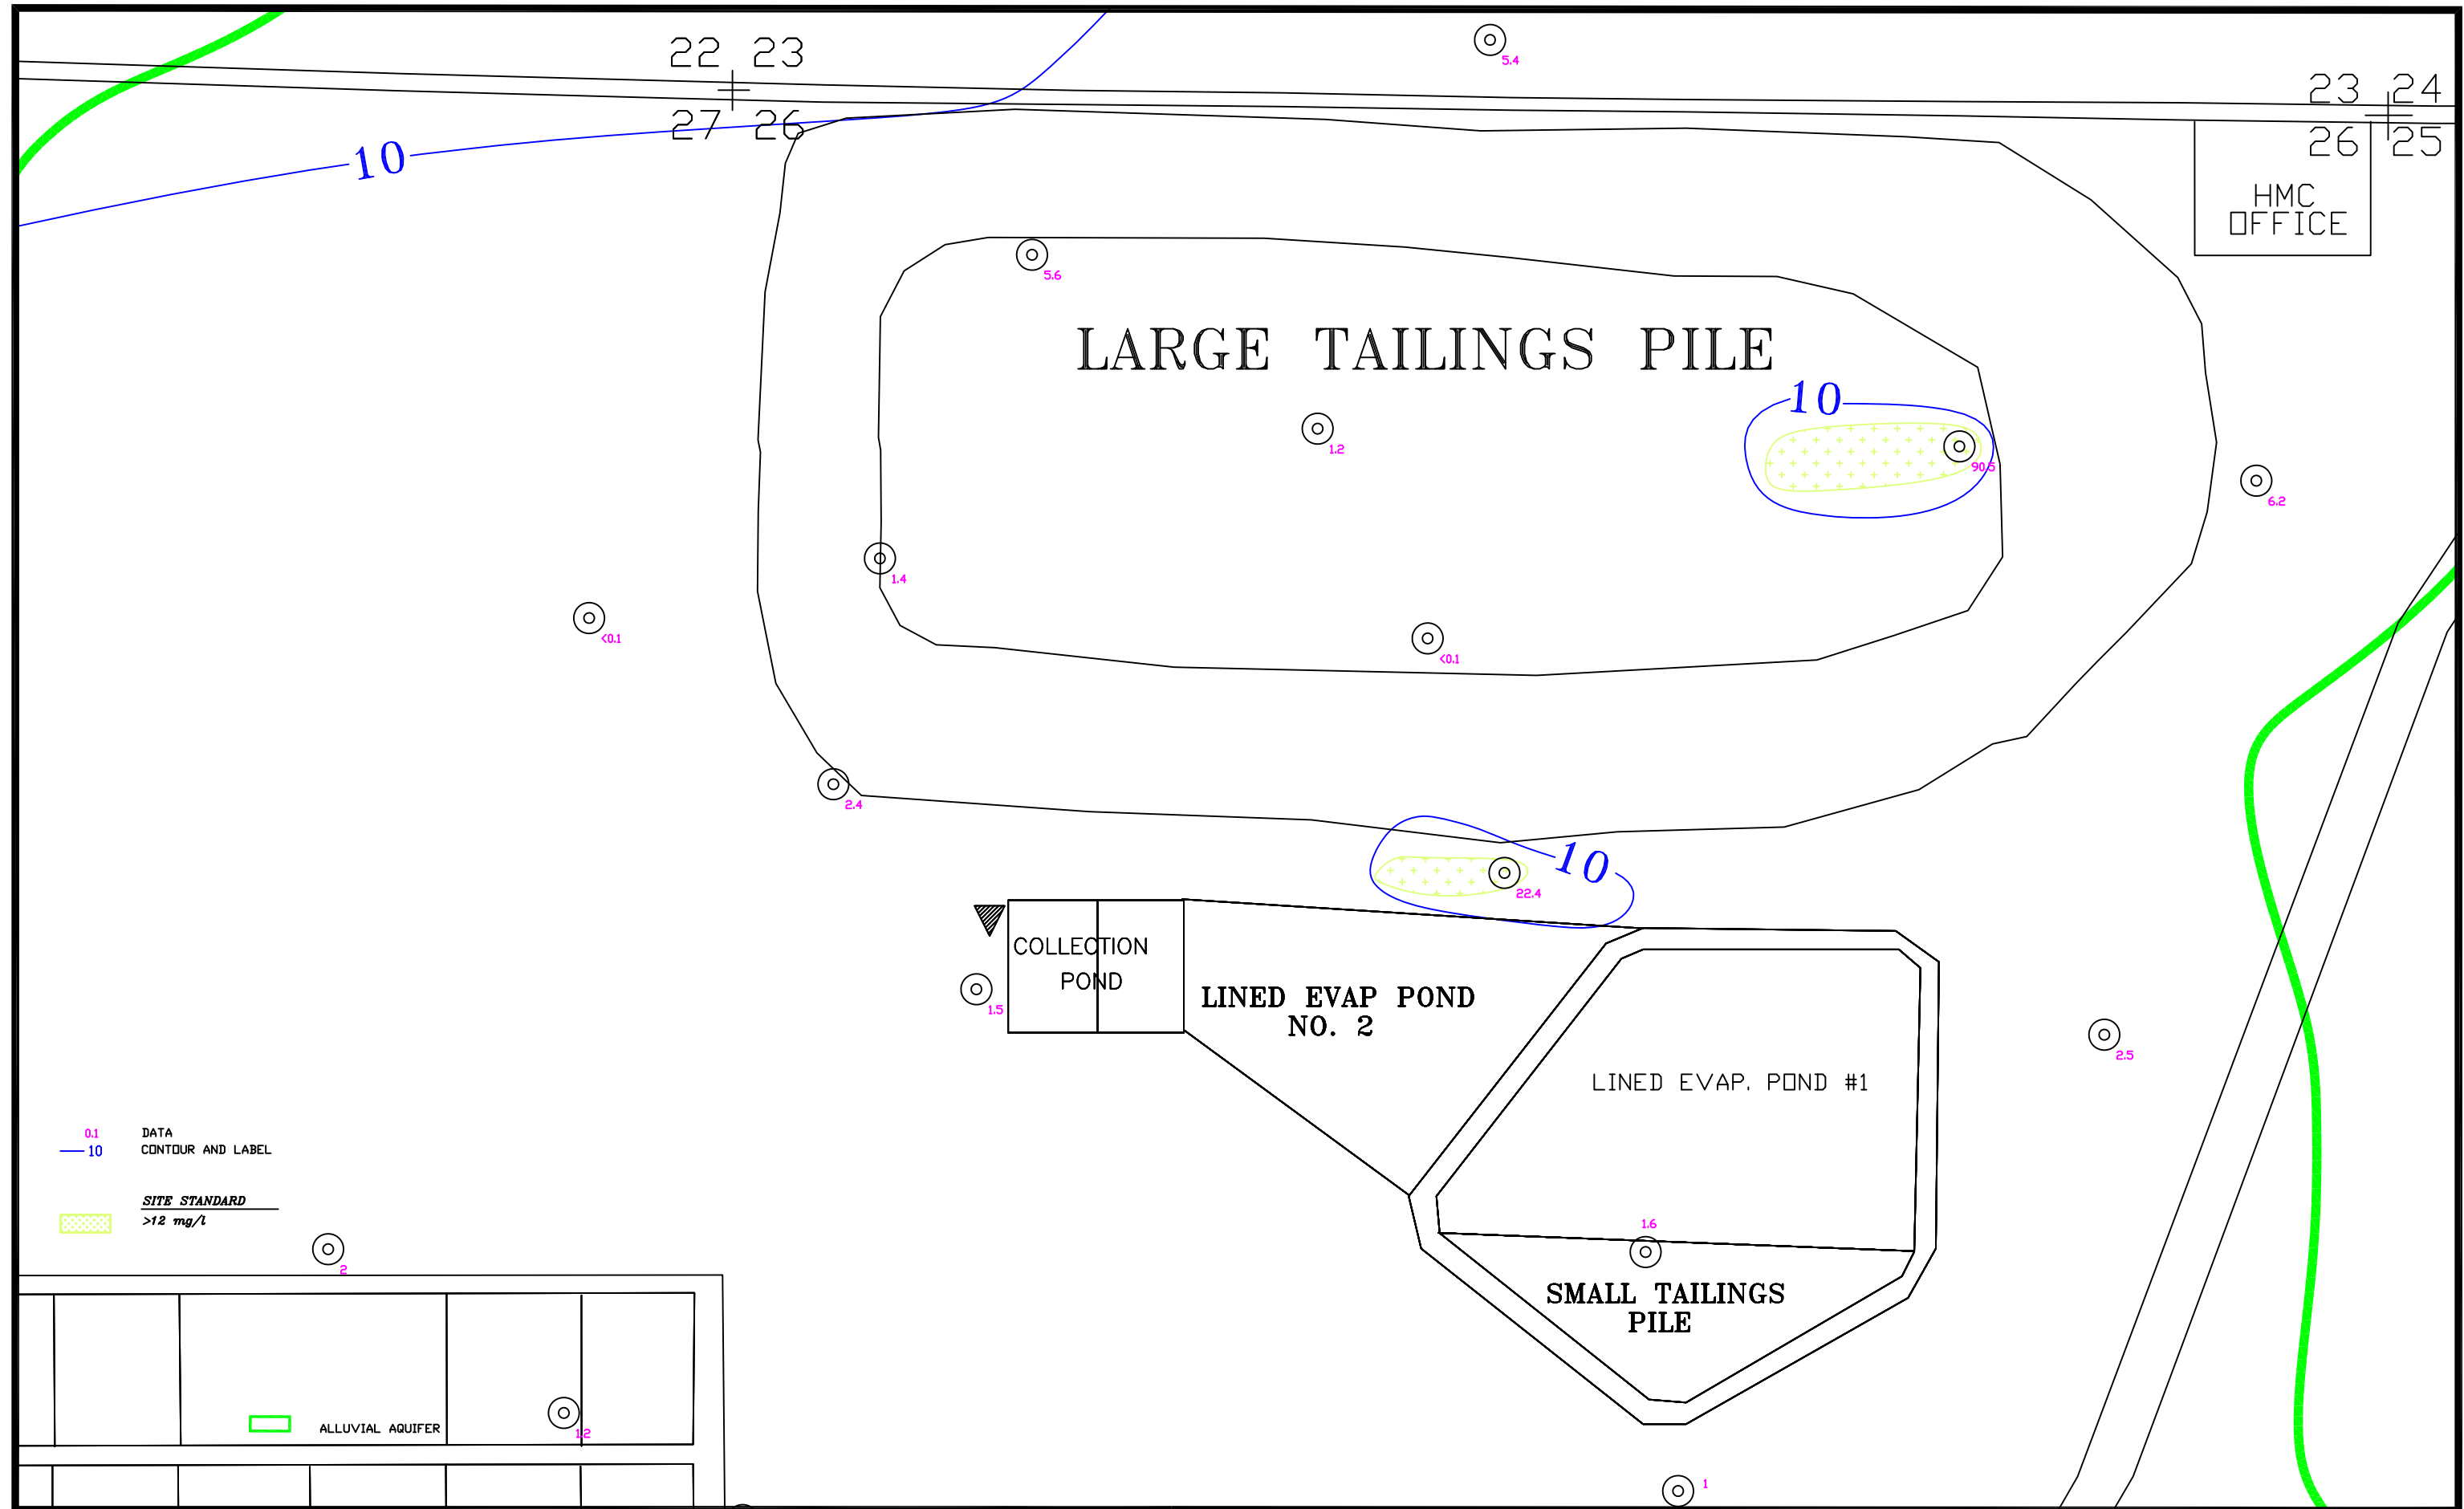 22 23
5.4
23 24
27 26
26 25
10
HMC
OFFICE
5.6
LARGE TAILINGS PILE
10
1.2
90.5
6.2
1.4
<0.1
<0.1
2.4
10
22.4
COLLECTION
POND
LINED EVAP POND
NO. 2
1.5
2.5
LINED EVAP. POND #1
0.1 DATA
10 CONTOUR AND LABEL
SITE STANDARD
>12 mg/l
1.6
2
SMALL TAILINGS
PILE
ALLUVIAL AQUIFER
1.2
1